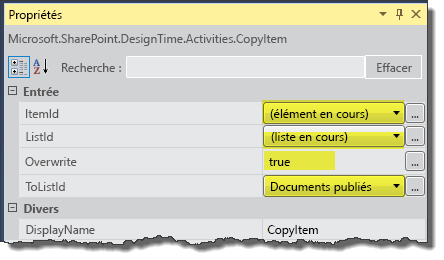 Propriétés
Microsoft.SharePoint.DesignTime.Activities.CopyItem
Recherche : Effacer
Entrée
ItemId (élément en cours) ...
ListId (liste en cours) ...
Overwrite true ...
ToListId Documents publiés ...
Divers
DisplayName CopyItem